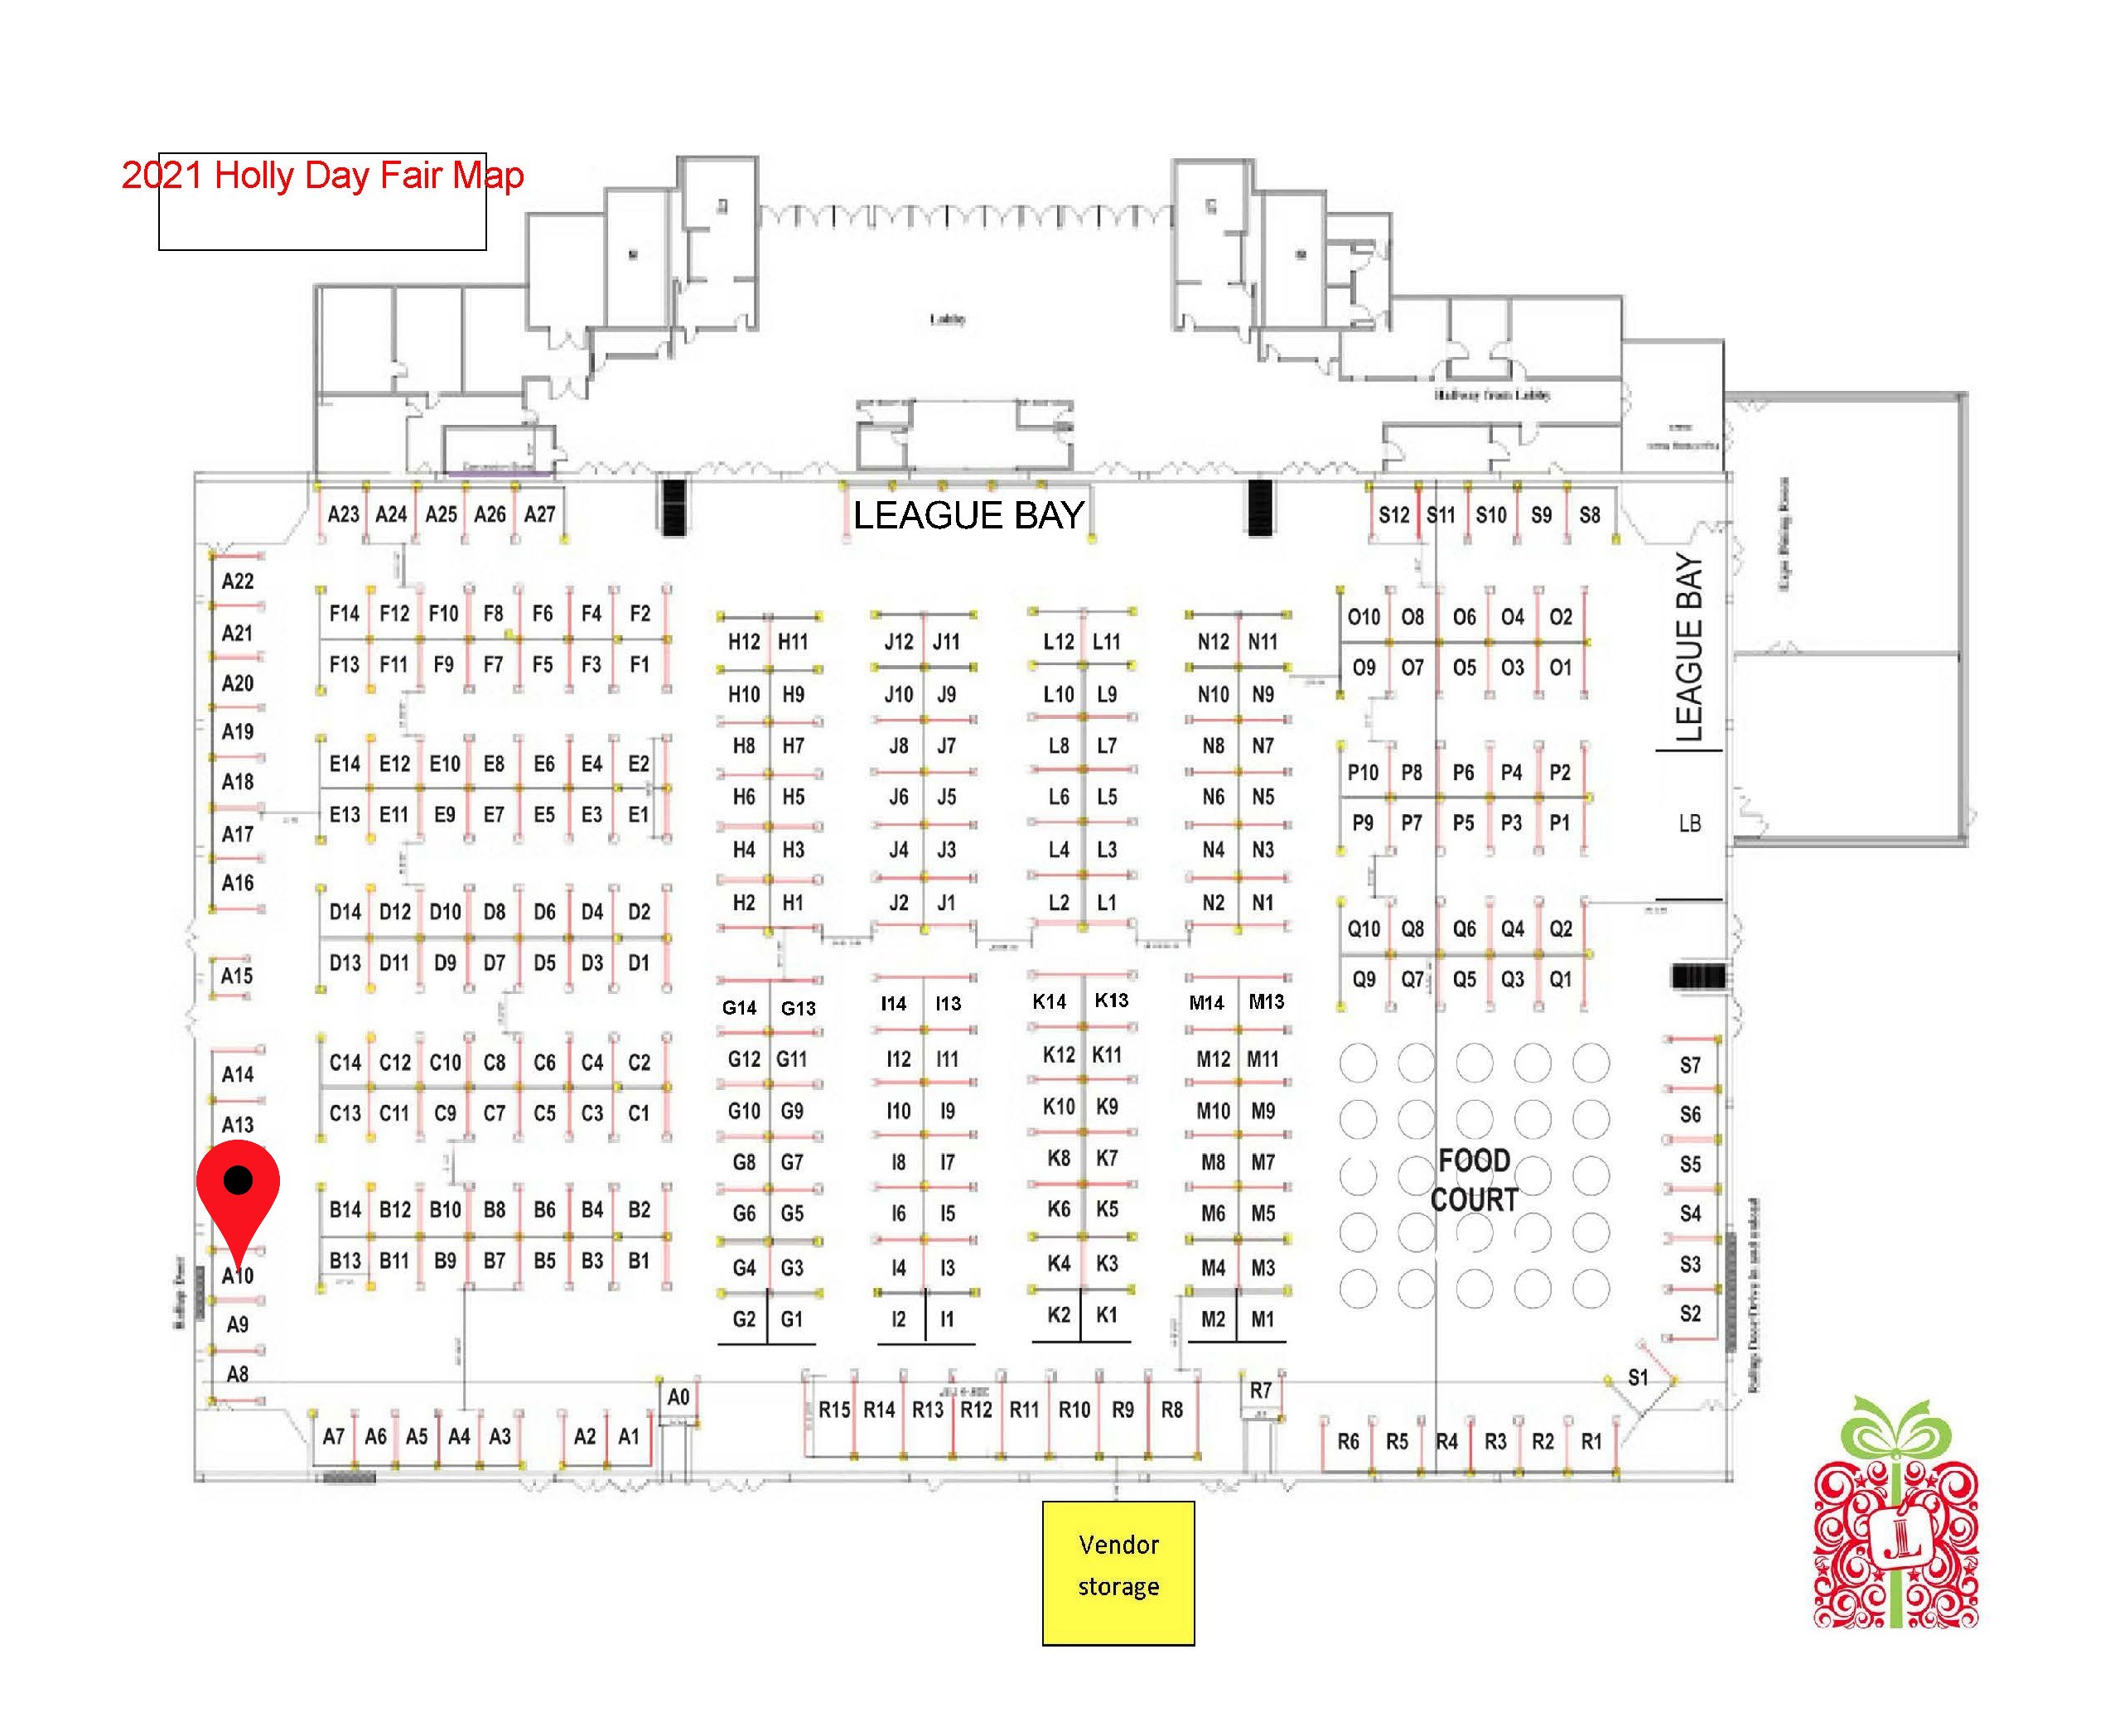 2021 Holly Day Fair Map
Lobby
Hallway from Lobby
LEAGUE BAY
A23 A24 A25 A26 A27
S12 S11 S10 S9 S8
A22
A21
A20
A19
A18
A17
A16
A15
A14
A13
A10
A9
A8
F14 F12 F10 F8 F6 F4 F2
F13 F11 F9 F7 F5 F3 F1
E14 E12 E10 E8 E6 E4 E2
E13 E11 E9 E7 E5 E3 E1
D14 D12 D10 D8 D6 D4 D2
D13 D11 D9 D7 D5 D3 D1
C14 C12 C10 C8 C6 C4 C2
C13 C11 C9 C7 C5 C3 C1
B14 B12 B10 B8 B6 B4 B2
B13 B11 B9 B7 B5 B3 B1
H12 H11
H10 H9
H8 H7
H6 H5
H4 H3
H2 H1
G14 G13
G12 G11
G10 G9
G8 G7
G6 G5
G4 G3
G2 G1
J12 J11
J10 J9
J8 J7
J6 J5
J4 J3
J2 J1
I14 I13
I12 I11
I10 I9
I8 I7
I6 I5
I4 I3
I2 I1
L12 L11
L10 L9
L8 L7
L6 L5
L4 L3
L2 L1
K14 K13
K12 K11
K10 K9
K8 K7
K6 K5
K4 K3
K2 K1
N12 N11
N10 N9
N8 N7
N6 N5
N4 N3
N2 N1
M14 M13
M12 M11
M10 M9
M8 M7
M6 M5
M4 M3
M2 M1
O10 O8 O6 O4 O2
O9 O7 O5 O3 O1
P10 P8 P6 P4 P2
P9 P7 P5 P3 P1
Q10 Q8 Q6 Q4 Q2
Q9 Q7 Q5 Q3 Q1
LEAGUE BAY
LB
FOOD
COURT
S7
S6
S5
S4
S3
S2
S1
A7 A6 A5 A4 A3 A2 A1
A0
R15 R14 R13 R12 R11 R10 R9 R8
R7
R6 R5 R4 R3 R2 R1
Vendor
storage
JL